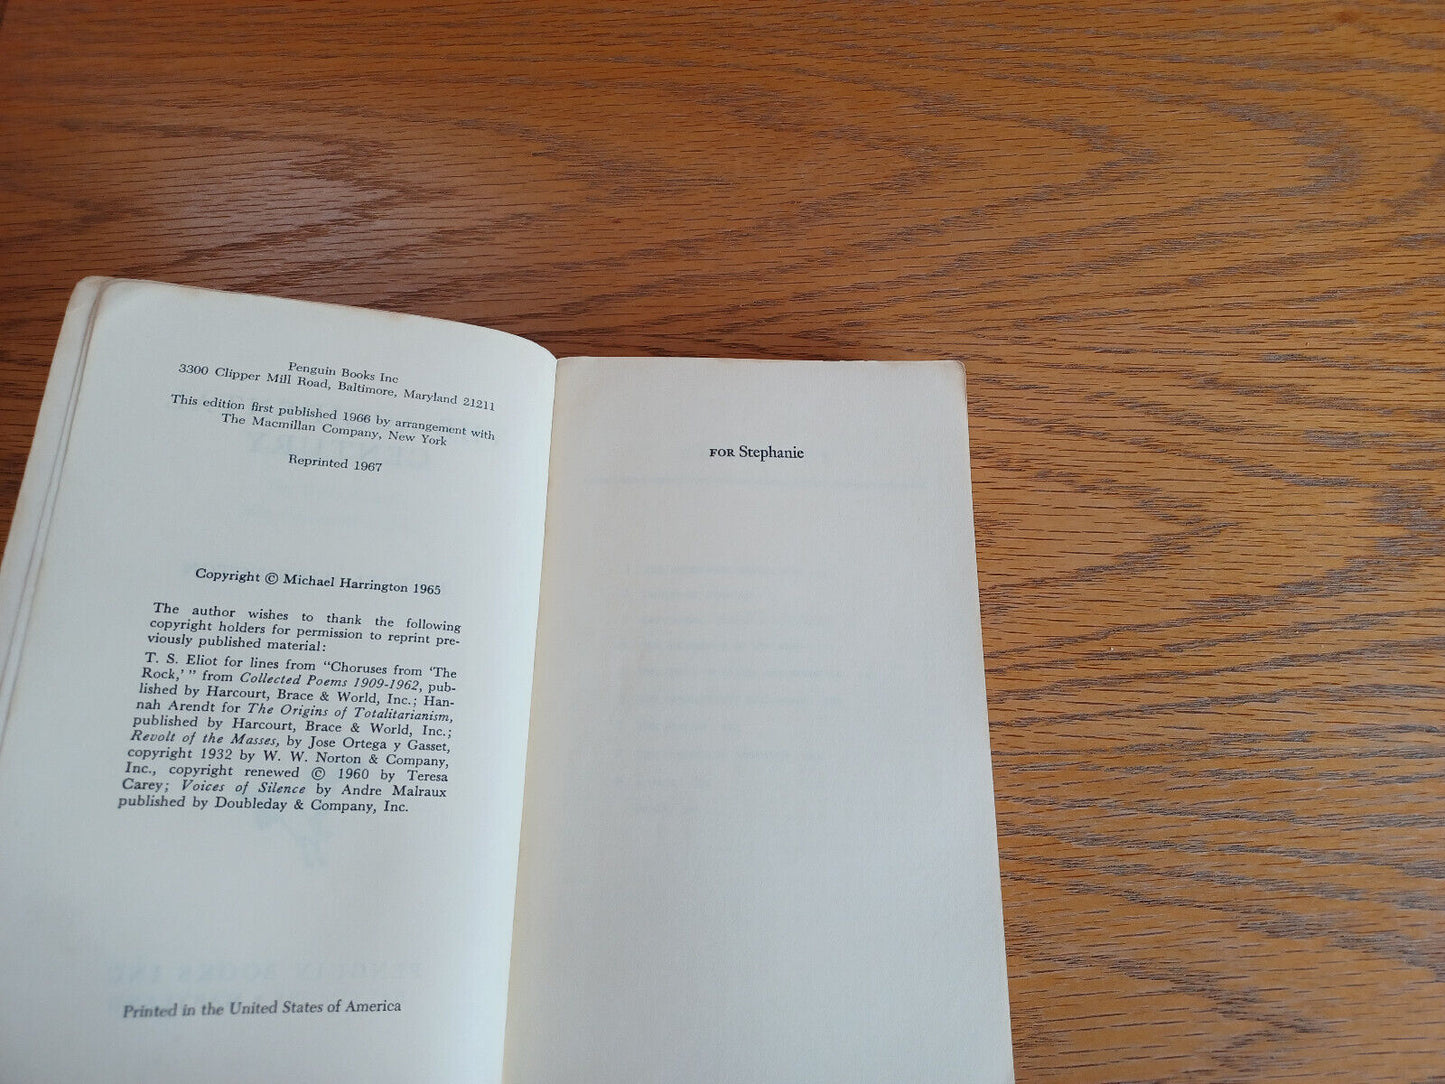 Penguin Books Inc
3300 Clipper Mill Road, Baltimore, Maryland 21211
This edition first published 1966 by arrangement with
The Macmillan Company, New York
Reprinted 1967
Copyright © Michael Harrington 1965
The author wishes to thank the following
copyright holders for permission to reprint pre-
viously published material:
T. S. Eliot for lines from "Choruses from 'The
Rock,' " from Collected Poems 1909-1962, pub-
lished by Harcourt, Brace & World, Inc.; Han-
nah Arendt for The Origins of Totalitarianism,
published by Harcourt, Brace & World, Inc.;
Revolt of the Masses, by Jose Ortega y Gasset,
copyright 1932 by W. W. Norton & Company,
Inc., copyright renewed © 1960 by Teresa
Carey; Voices of Silence by Andre Malraux
published by Doubleday & Company, Inc.
Printed in the United States of America
FOR Stephanie